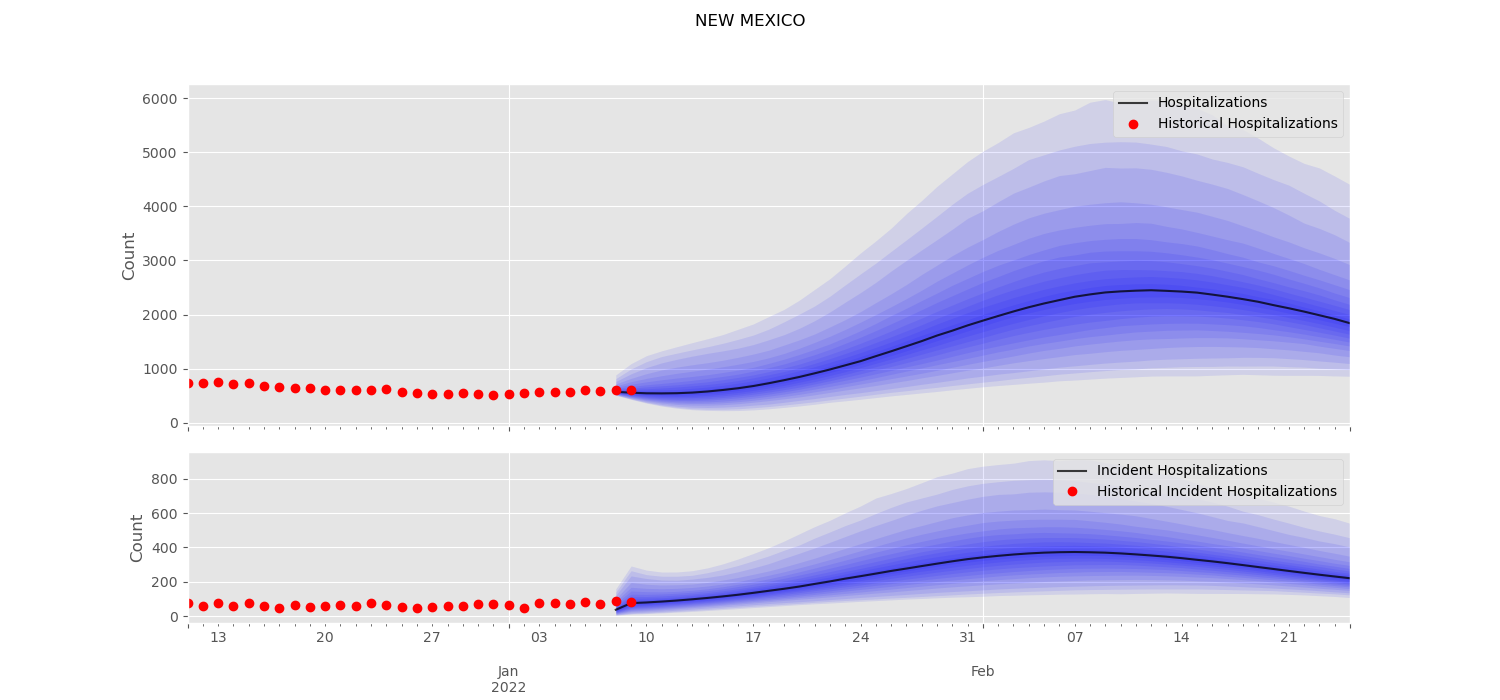 NEW MEXICO
6000
5000
4000
3000
2000
1000
0
Count
Hospitalizations
Historical Hospitalizations
800
600
400
200
0
Count
Incident Hospitalizations
Historical Incident Hospitalizations
13 20 27 03 10 17 24 31 07 14 21
Jan Feb
2022